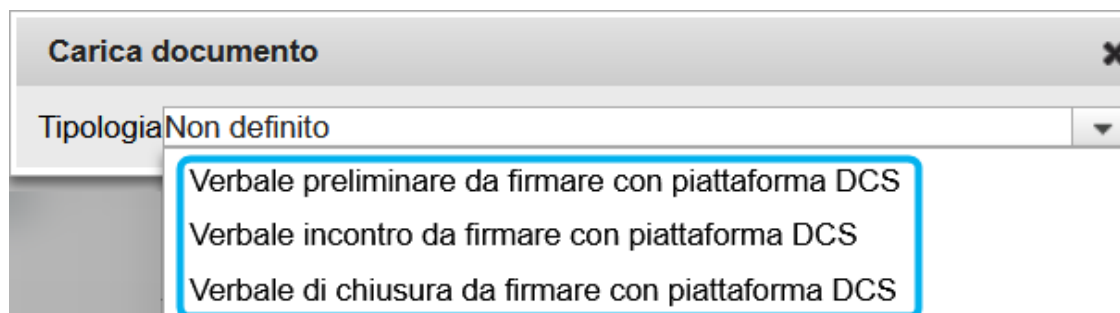 Carica documento
Tipologia Non definito
Verbale preliminare da firmare con piattaforma DCS
Verbale incontro da firmare con piattaforma DCS
Verbale di chiusura da firmare con piattaforma DCS